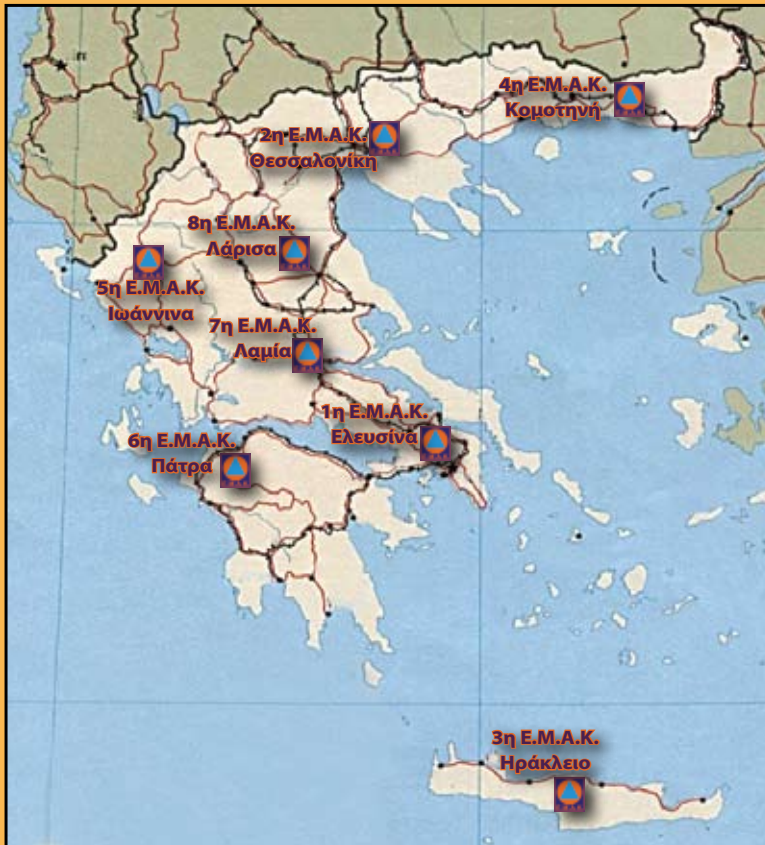 4η Ε.Μ.Α.Κ.
Κομοτηνή
2η Ε.Μ.Α.Κ.
Θεσσαλονίκη
8η Ε.Μ.Α.Κ.
Λάρισα
5η Ε.Μ.Α.Κ.
Ιωάννινα
7η Ε.Μ.Α.Κ.
Λαμία
1η Ε.Μ.Α.Κ.
Ελευσίνα
6η Ε.Μ.Α.Κ.
Πάτρα
3η Ε.Μ.Α.Κ.
Ηράκλειο